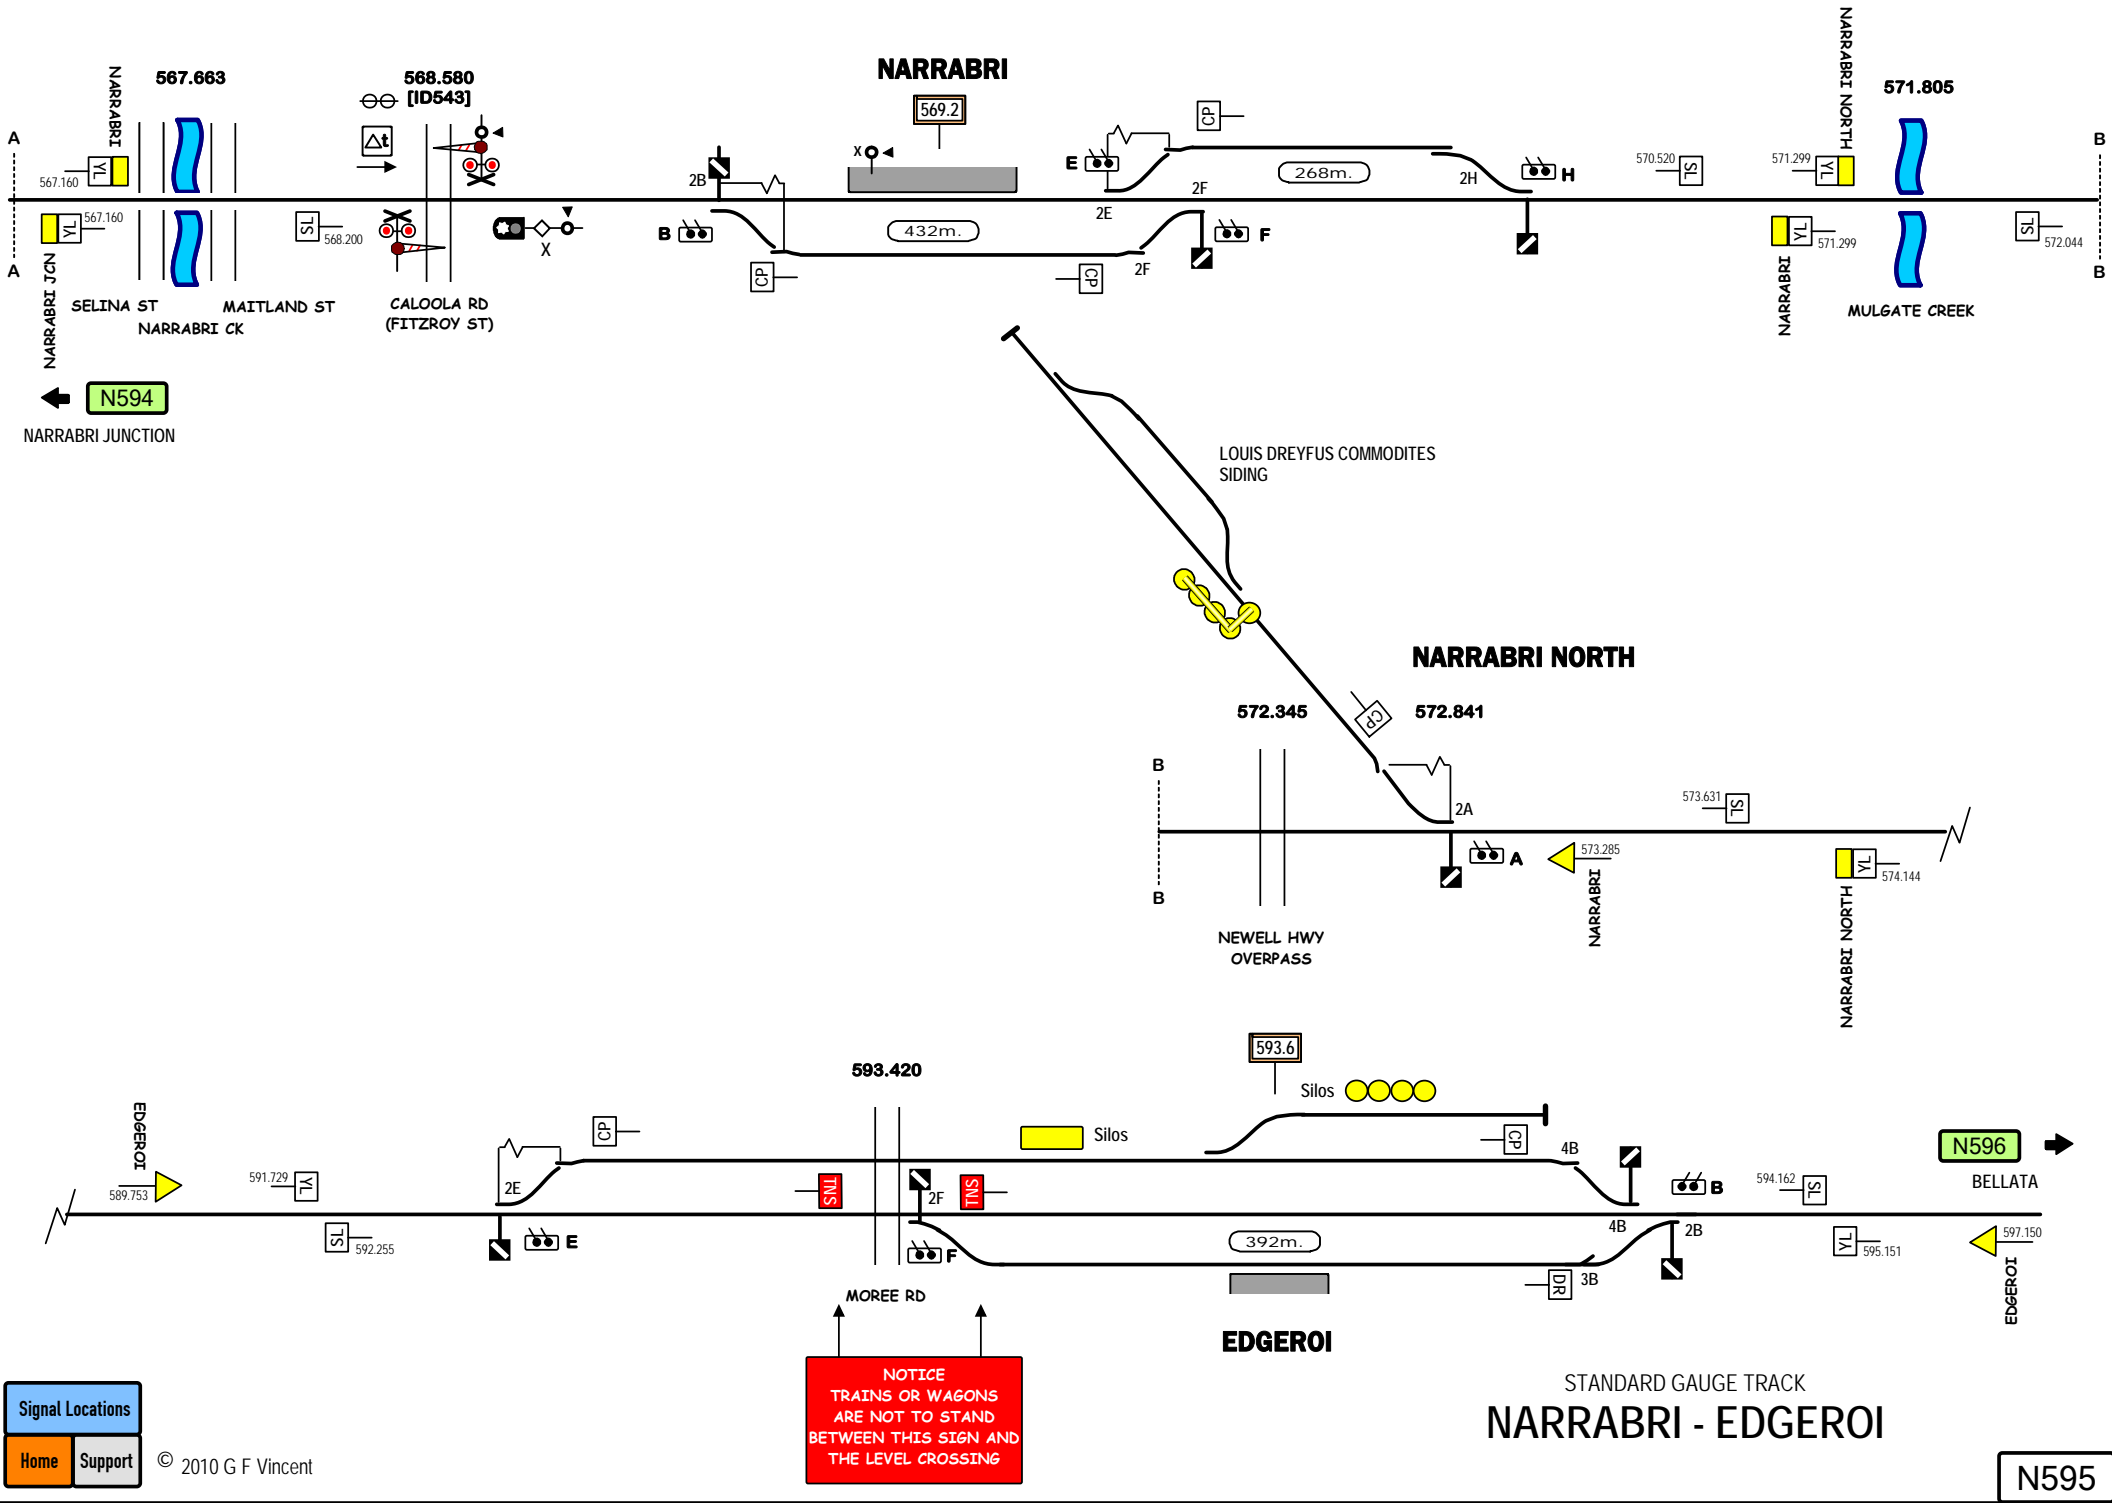 NARRABRI
567.663
568.580
[ID543]
NARRABRI
569.2
NARRABRI NORTH
571.805
A
YL
567.160
Δt
X
CP
E
2B
268m.
2H
H
570.520
SL
571.299
YL
B
567.160
YL
SL
568.200
X
B
432m.
2E
2F
F
2F
CP
CP
YL
571.299
SL
572.044
A
B
NARRABRI JCN
SELINA ST
NARRABRI CK
MAITLAND ST
CALOOLA RD
(FITZROY ST)
NARRABRI
MULGATE CREEK
N594
NARRABRI JUNCTION
LOUIS DREYFUS COMMODITES
SIDING
NARRABRI NORTH
572.345
CP
572.841
B
2A
573.631
SL
A
573.285
NARRABRI
YL
574.144
NARRABRI NORTH
B
NEWELL HWY
OVERPASS
593.420
593.6
Silos
EDGEROI
589.753
591.729
YL
CP
Silos
CP
4B
N596
BELLATA
2E
TNS
2F
TNS
B
594.162
SL
SL
592.255
E
F
392m.
4B
2B
YL
595.151
597.150
EDGEROI
DR
3B
MOREE RD
EDGEROI
NOTICE
TRAINS OR WAGONS
ARE NOT TO STAND
BETWEEN THIS SIGN AND
THE LEVEL CROSSING
STANDARD GAUGE TRACK
NARRABRI - EDGEROI
Signal Locations
Home
Support
© 2010 G F Vincent
N595